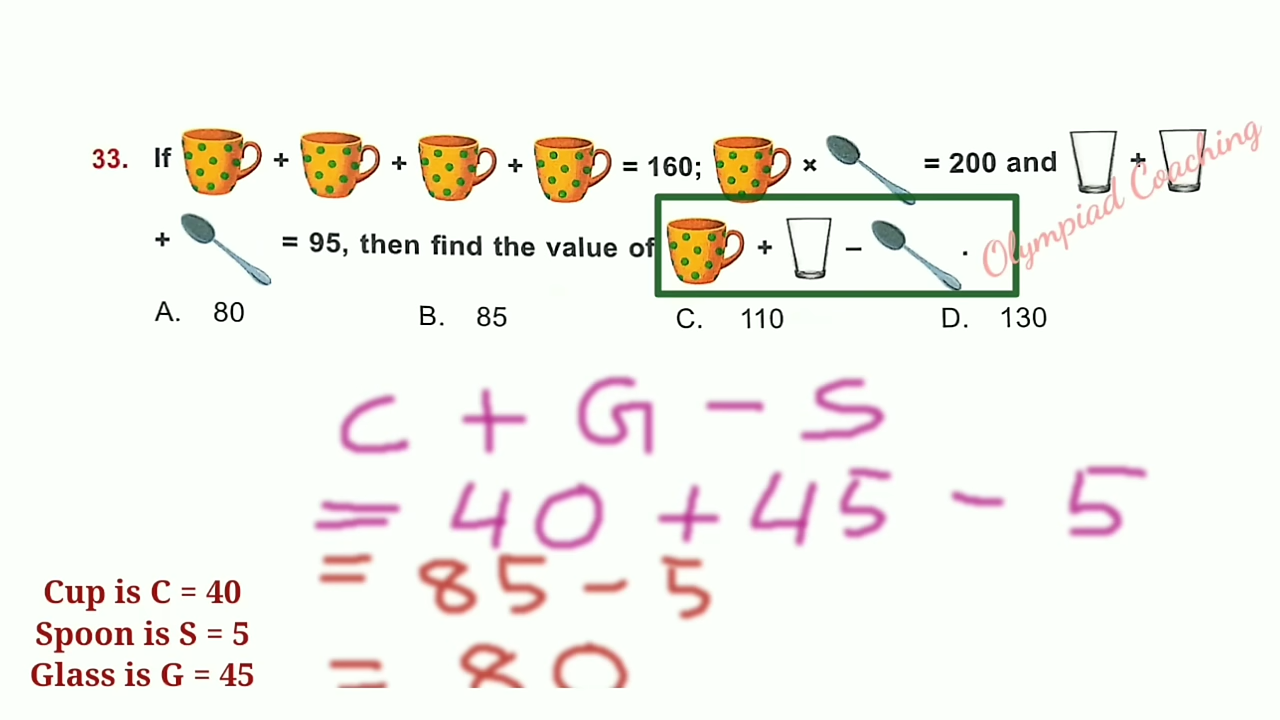 33. If + + + = 160; × = 200 and +
+ = 95, then find the value of + – .
A. 80 B. 85 C. 110 D. 130
Olympiad Coaching
C + G - S
= 40 + 45 - 5
= 85 - 5
= 80
Cup is C = 40
Spoon is S = 5
Glass is G = 45